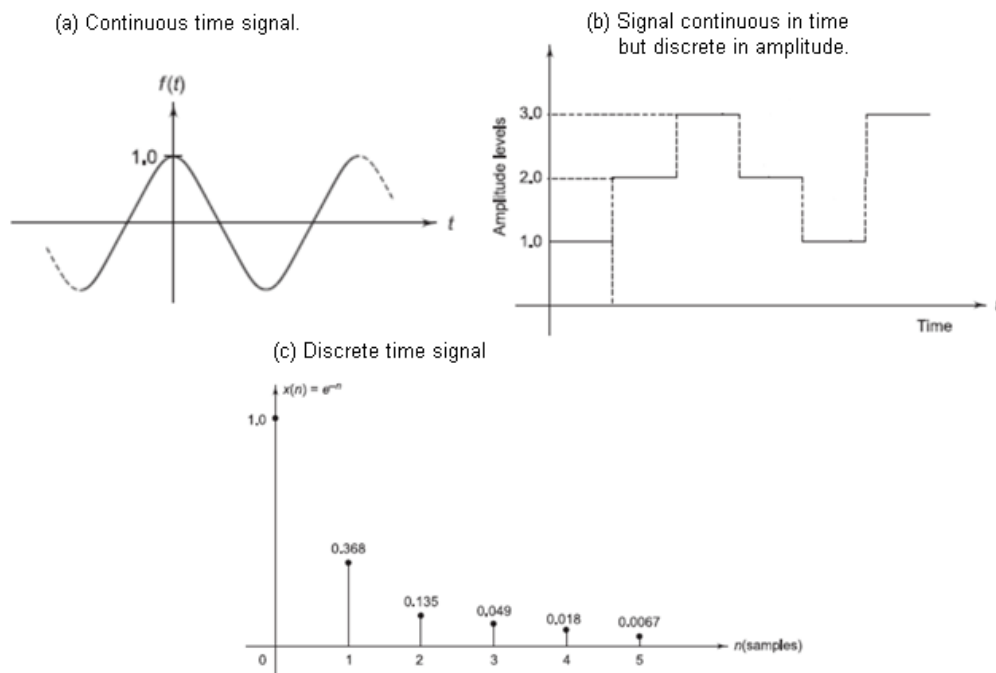 (a) Continuous time signal.
f(t)
1.0
t
(b) Signal continuous in time
but discrete in amplitude.
Amplitude levels
3.0
2.0
1.0
Time
(c) Discrete time signal
x(n) = e⁻ⁿ
1.0
0.368
0.135
0.049
0.018
0.0067
0
1
2
3
4
5
n(samples)